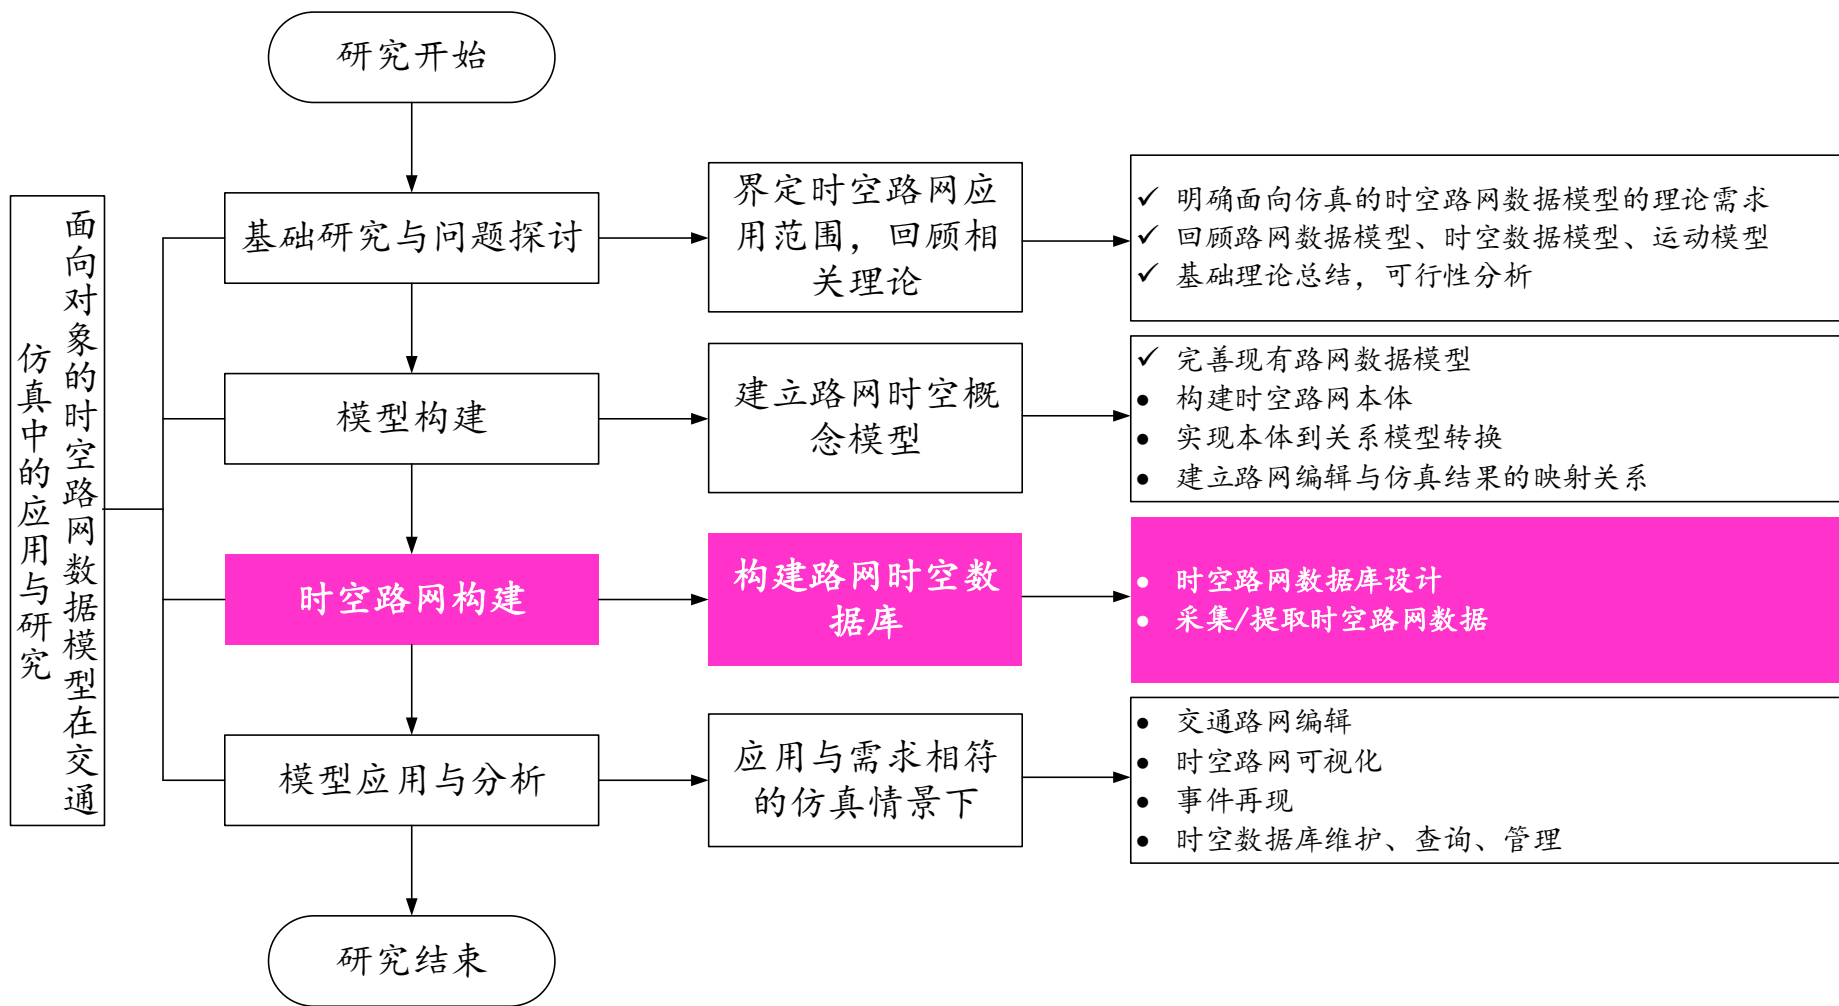 研究开始
面向对象的时空路网数据模型在交通
仿真中的应用与研究
基础研究与问题探讨
界定时空路网应
用范围，回顾相
关理论
✓ 明确面向仿真的时空路网数据模型的理论需求
✓ 回顾路网数据模型、时空数据模型、运动模型
✓ 基础理论总结，可行性分析
模型构建
建立路网时空概
念模型
✓ 完善现有路网数据模型
● 构建时空路网本体
● 实现本体到关系模型转换
● 建立路网编辑与仿真结果的映射关系
时空路网构建
构建路网时空数
据库
● 时空路网数据库设计
● 采集/提取时空路网数据
模型应用与分析
应用与需求相符
的仿真情景下
● 交通路网编辑
● 时空路网可视化
● 事件再现
● 时空数据库维护、查询、管理
研究结束